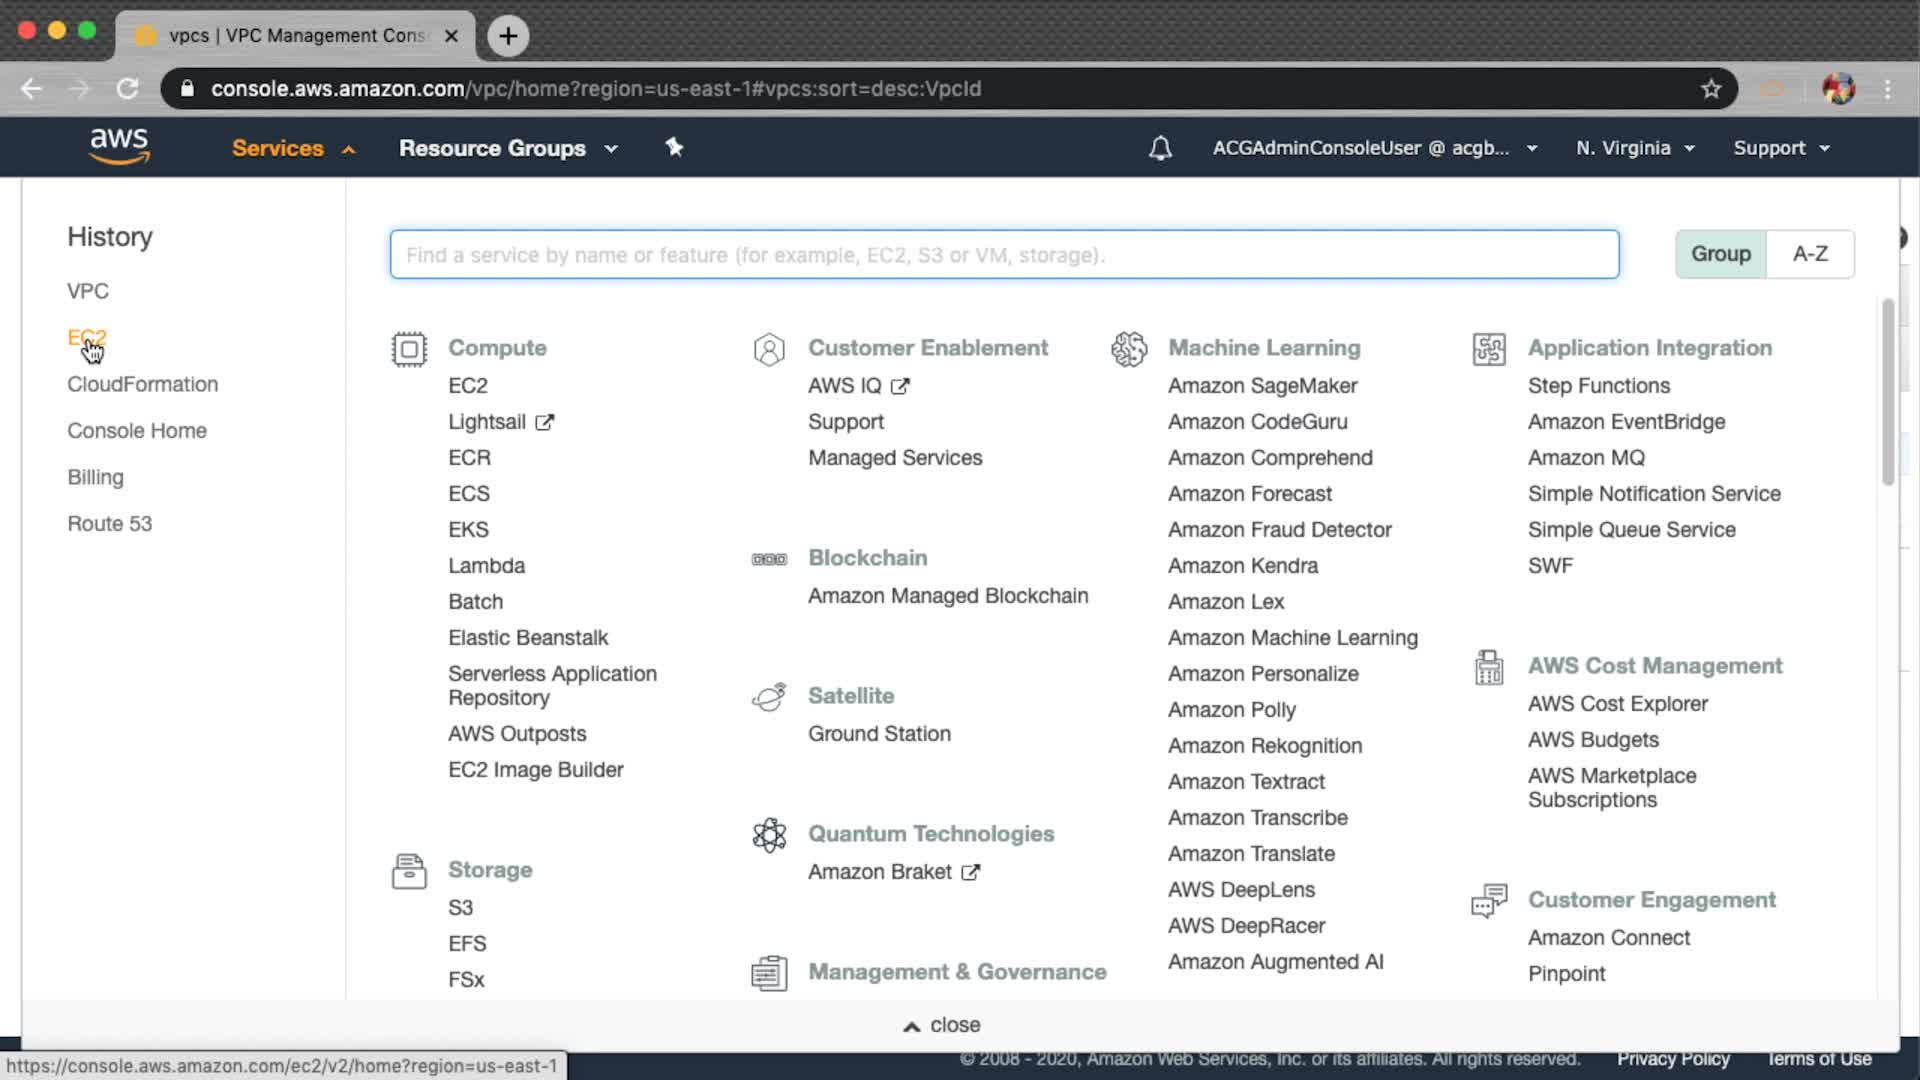 vpcs | VPC Management Cons
console.aws.amazon.com/vpc/home?region=us-east-1#vpcs:sort=desc:VpcId
aws
Services
Resource Groups
ACGAdminConsoleUser @ acgb...
N. Virginia
Support
History
VPC
EC2
CloudFormation
Console Home
Billing
Route 53
Find a service by name or feature (for example, EC2, S3 or VM, storage).
Group
A-Z
Compute
EC2
Lightsail
ECR
ECS
EKS
Lambda
Batch
Elastic Beanstalk
Serverless Application
Repository
AWS Outposts
EC2 Image Builder
Storage
S3
EFS
FSx
Customer Enablement
AWS IQ
Support
Managed Services
Blockchain
Amazon Managed Blockchain
Satellite
Ground Station
Quantum Technologies
Amazon Braket
Management & Governance
Machine Learning
Amazon SageMaker
Amazon CodeGuru
Amazon Comprehend
Amazon Forecast
Amazon Fraud Detector
Amazon Kendra
Amazon Lex
Amazon Machine Learning
Amazon Personalize
Amazon Polly
Amazon Rekognition
Amazon Textract
Amazon Transcribe
Amazon Translate
AWS DeepLens
AWS DeepRacer
Amazon Augmented AI
Application Integration
Step Functions
Amazon EventBridge
Amazon MQ
Simple Notification Service
Simple Queue Service
SWF
AWS Cost Management
AWS Cost Explorer
AWS Budgets
AWS Marketplace
Subscriptions
Customer Engagement
Amazon Connect
Pinpoint
close
https://console.aws.amazon.com/ec2/v2/home?region=us-east-1
© 2008 - 2020, Amazon Web Services, Inc. or its affiliates. All rights reserved.
Privacy Policy
Terms of Use